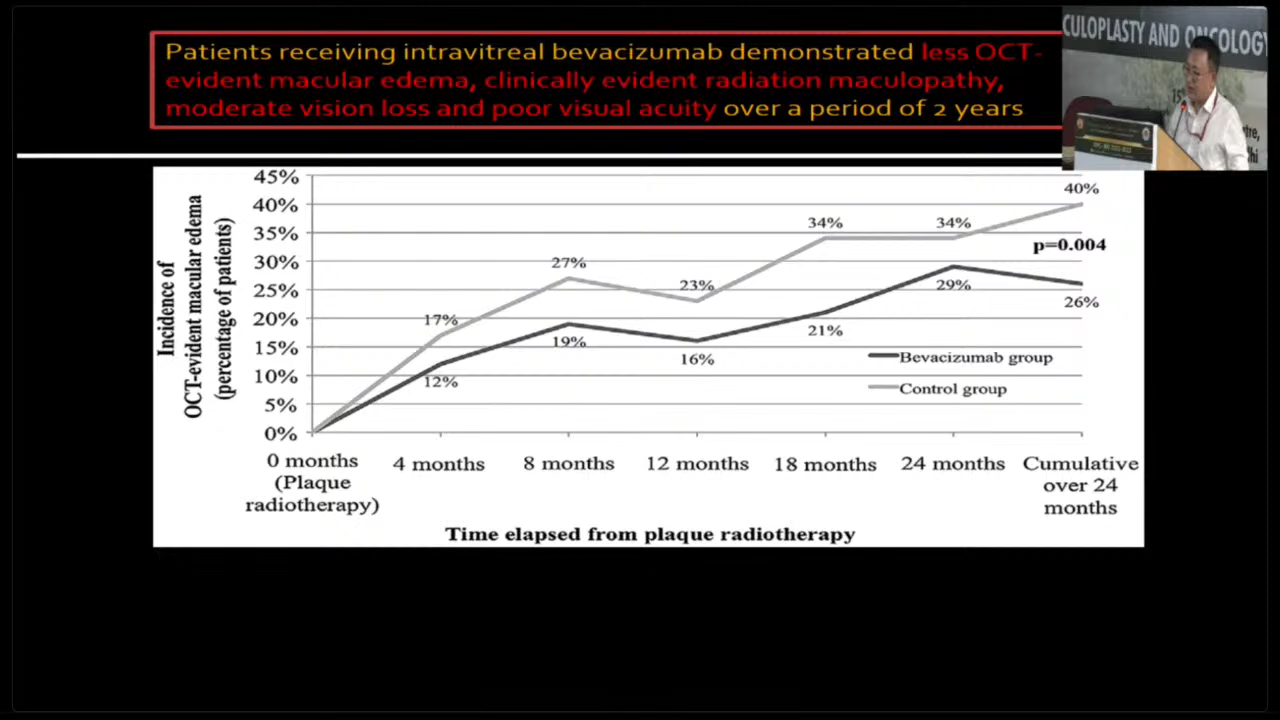 Patients receiving intravitreal bevacizumab demonstrated less OCT-
evident macular edema, clinically evident radiation maculopathy,
moderate vision loss and poor visual acuity over a period of 2 years
CULOPLASTY AND ONCOLOGY
Incidence of
OCT-evident macular edema
(percentage of patients)
45%
40%
35%
30%
25%
20%
15%
10%
5%
0%
17%
27%
23%
34%
34%
40%
p=0.004
12%
19%
16%
21%
29%
26%
Bevacizumab group
Control group
0 months
(Plaque
radiotherapy)
4 months
8 months
12 months
18 months
24 months
Cumulative
over 24
months
Time elapsed from plaque radiotherapy